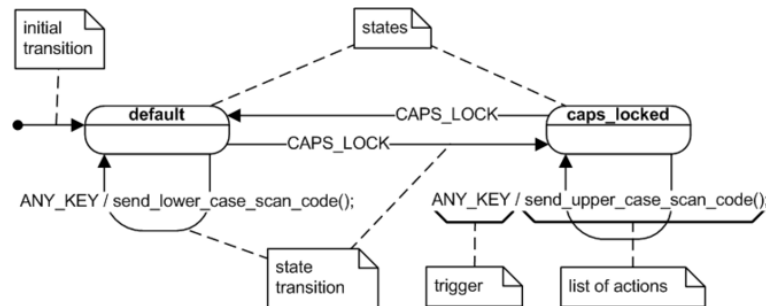 initial
transition
states
default
CAPS_LOCK
caps_locked
CAPS_LOCK
ANY_KEY / send_lower_case_scan_code();
ANY_KEY / send_upper_case_scan_code();
state
transition
trigger
list of actions